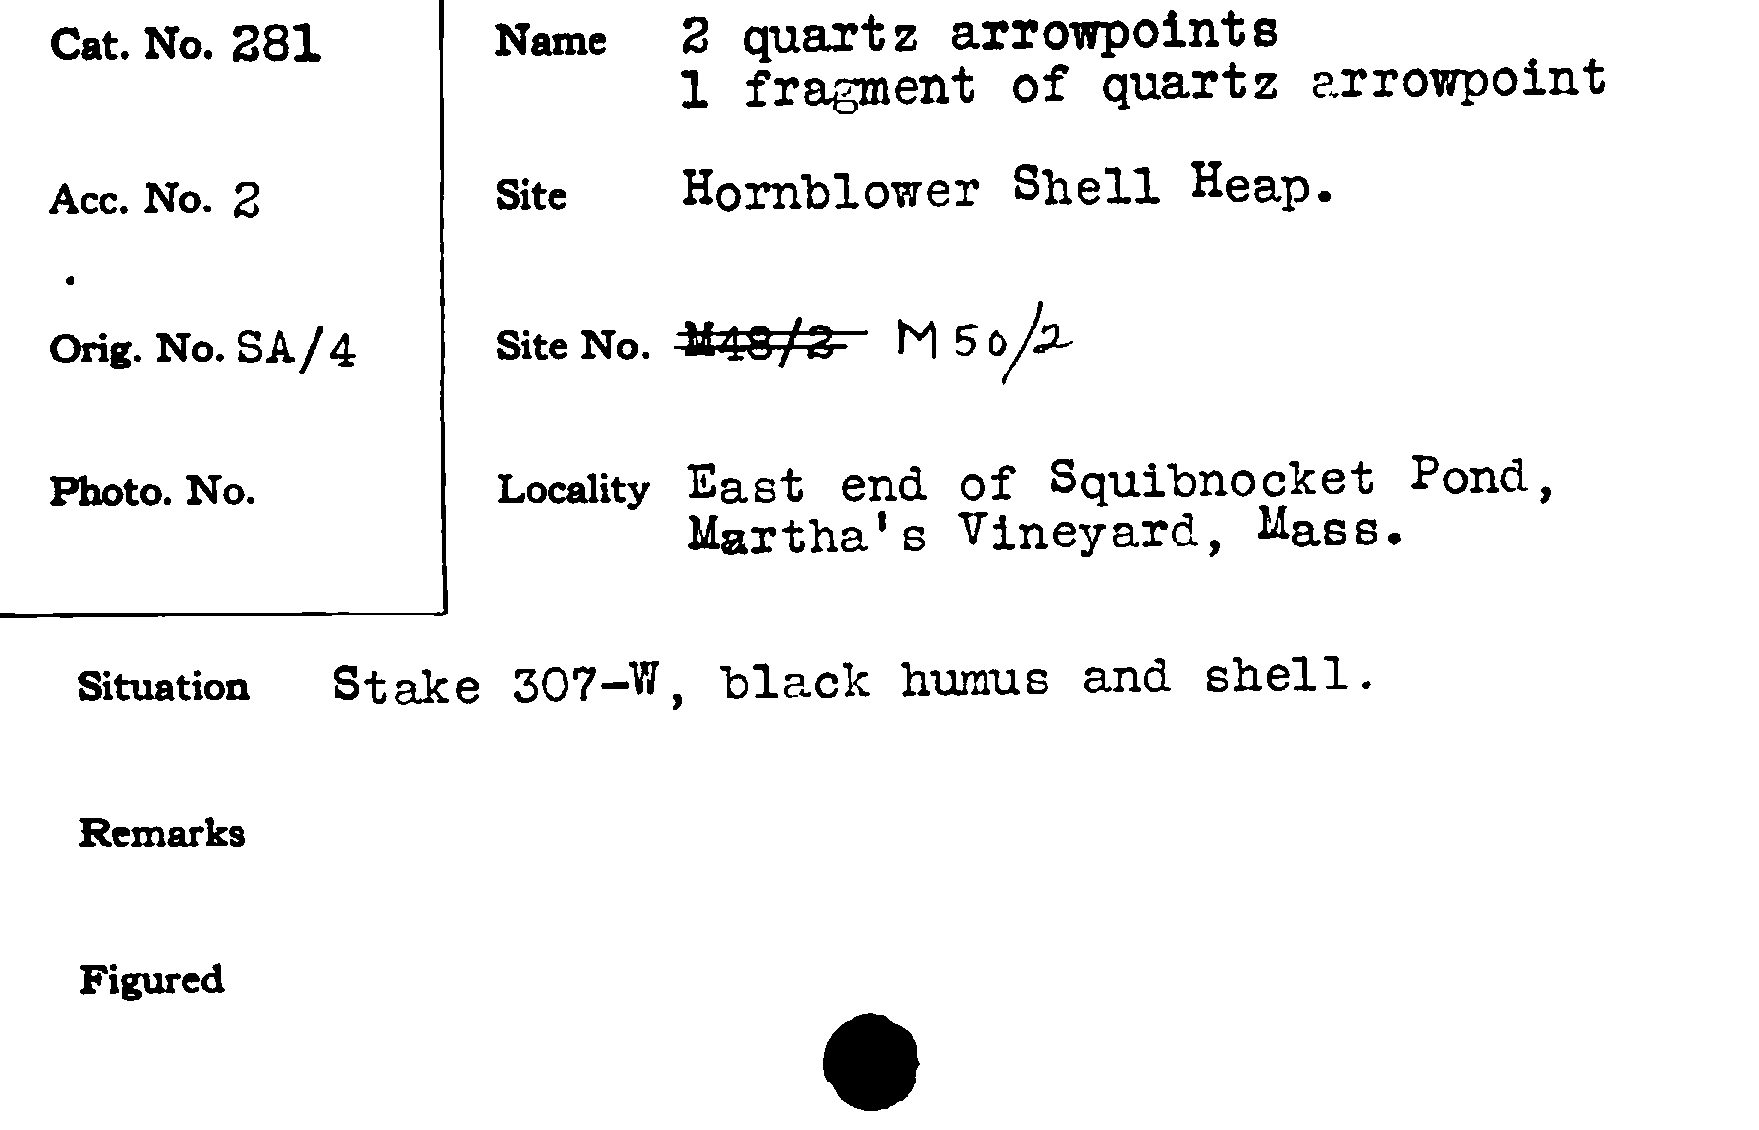 Cat. No. 281
Name 2 quartz arrowpoints
1 fragment of quartz arrowpoint
Acc. No. 2
Site Hornblower Shell Heap.
Orig. No. SA/4
Site No. M48/2 M50/2
Photo. No.
Locality East end of Squibnocket Pond,
Martha's Vineyard, Mass.
Situation Stake 307-W, black humus and shell.
Remarks
Figured